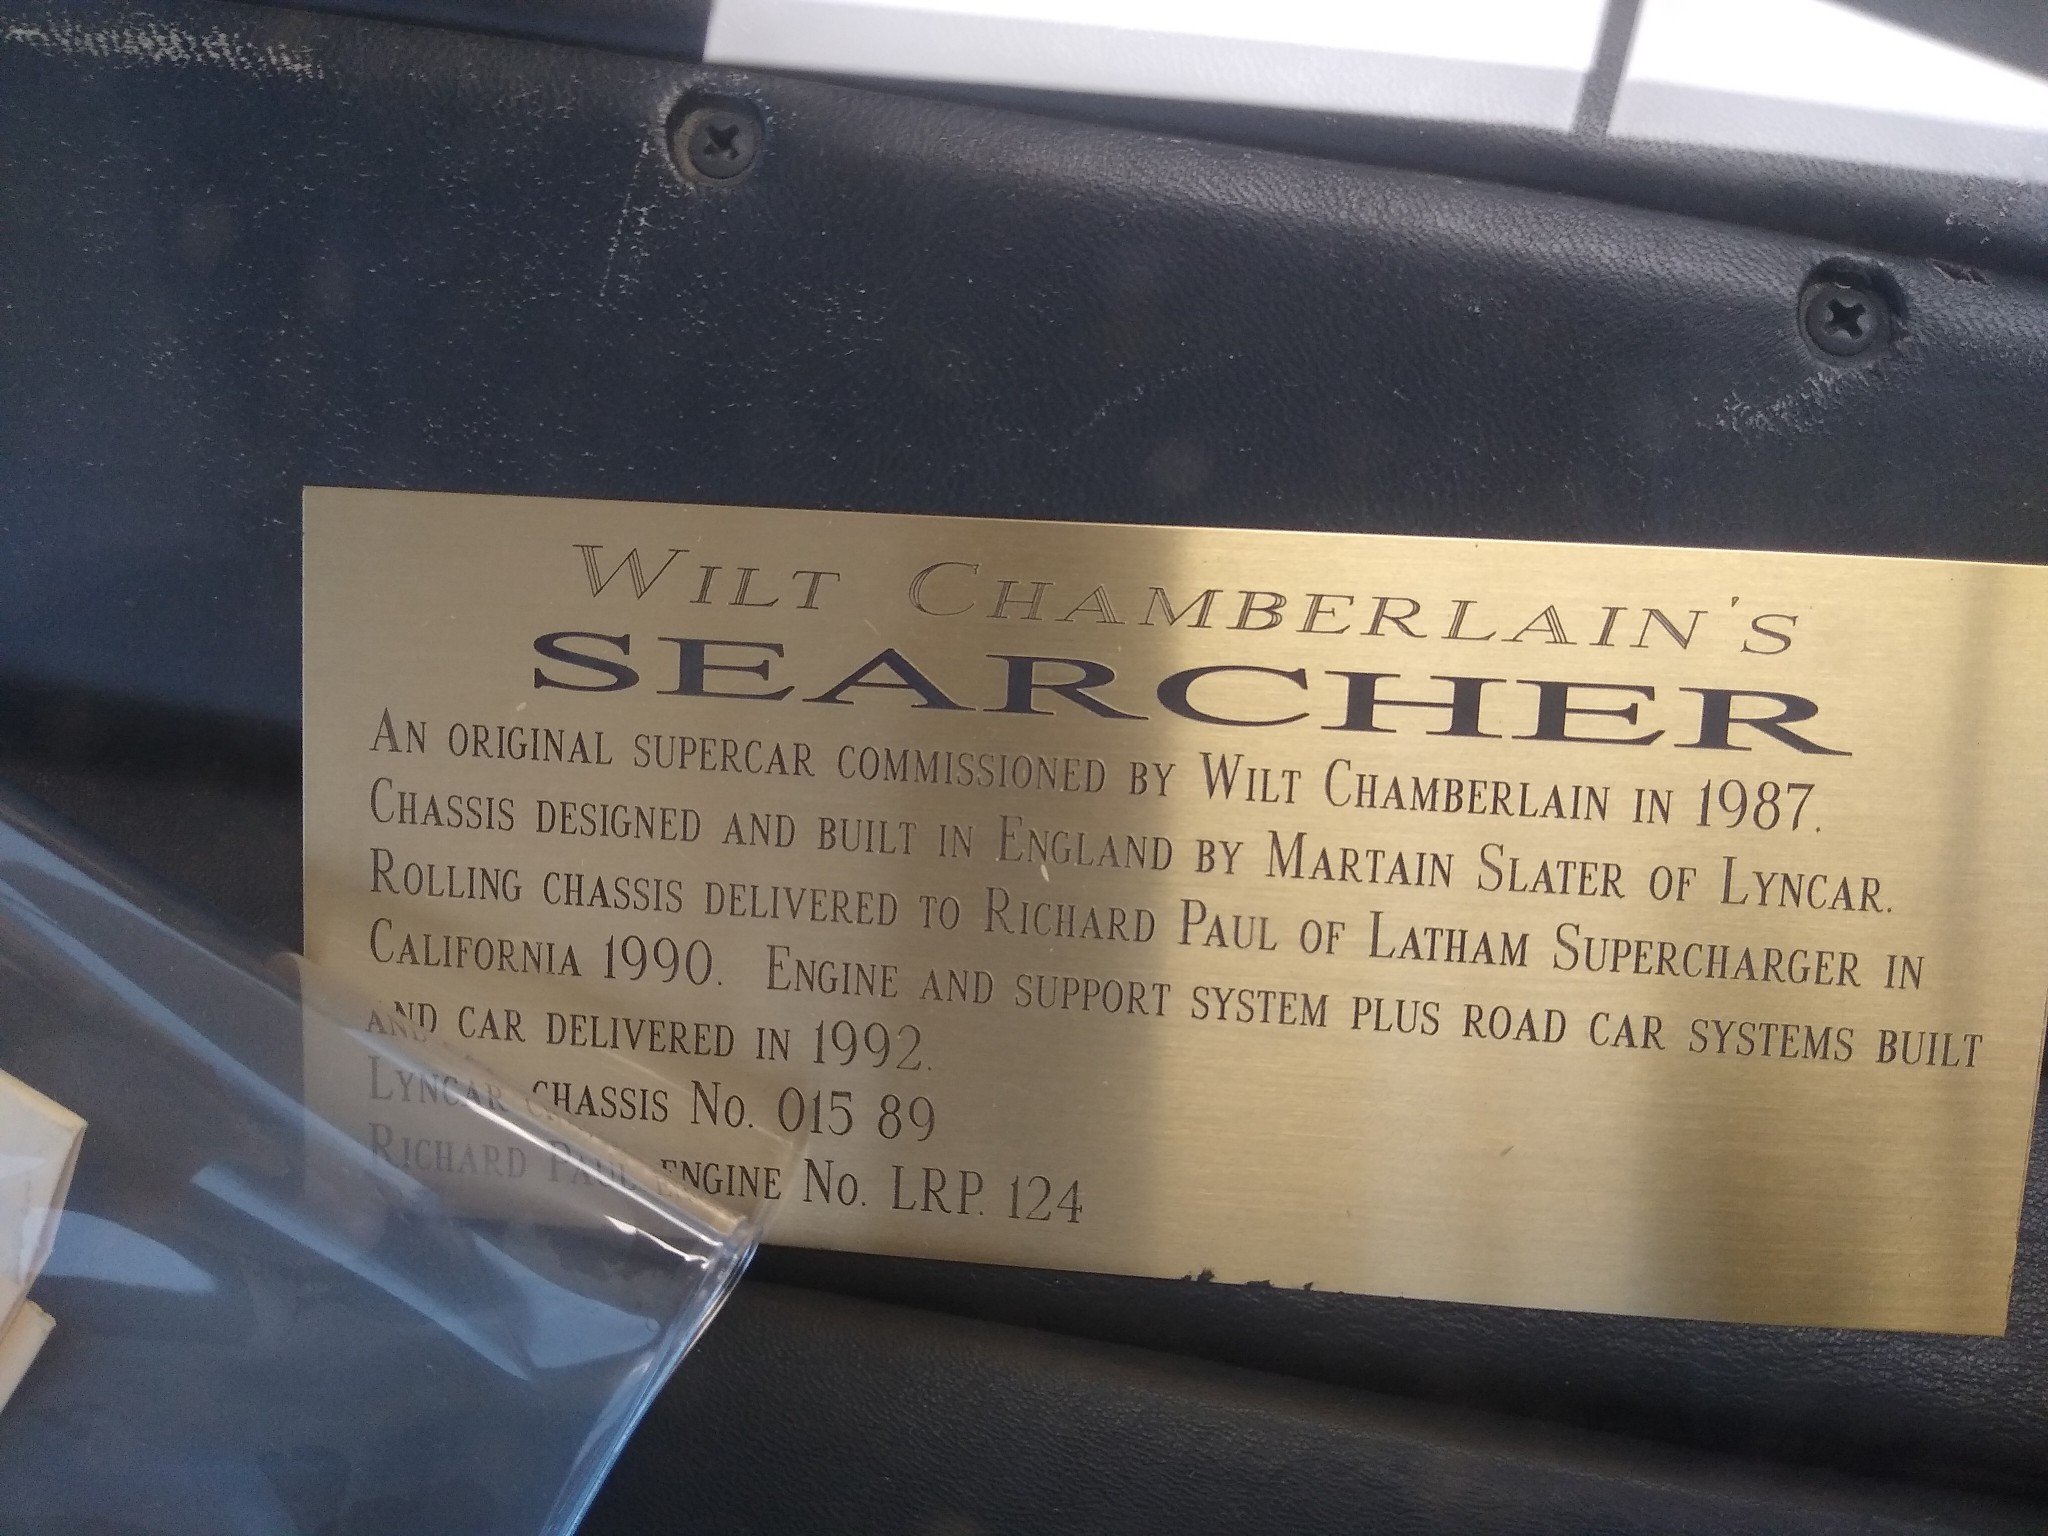 WILT CHAMBERLAIN'S
SEARCHER
AN ORIGINAL SUPERCAR COMMISSIONED BY WILT CHAMBERLAIN IN 1987.
CHASSIS DESIGNED AND BUILT IN ENGLAND BY MARTAIN SLATER OF LYNCAR.
ROLLING CHASSIS DELIVERED TO RICHARD PAUL OF LATHAM SUPERCHARGER IN
CALIFORNIA 1990. ENGINE AND SUPPORT SYSTEM PLUS ROAD CAR SYSTEMS BUILT
AND CAR DELIVERED IN 1992.
LYNCAR CHASSIS NO. 015 89
RICHARD PAUL ENGINE NO. LRP. 124